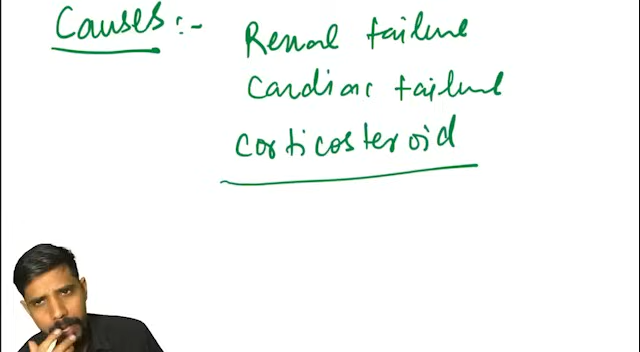 Causes :-
Renal failure
Cardiac failure
Corticosteroid